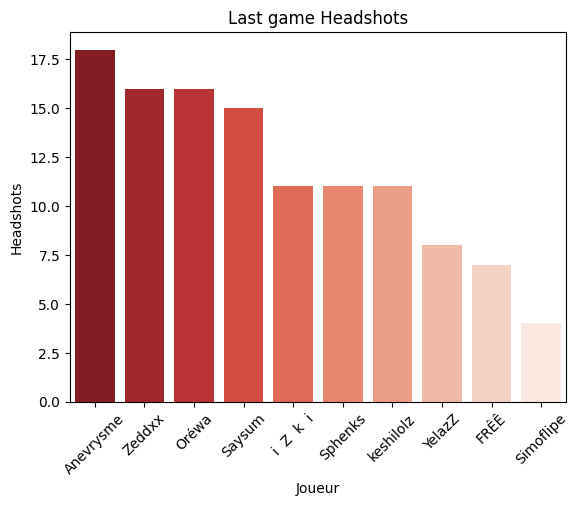 Last game Headshots
Headshots
17.5
15.0
12.5
10.0
7.5
5.0
2.5
0.0
Anevrysme
Zeddxx
Oréwa
Saysum
i Z k i
Sphenks
keshilolz
YelazZ
FRÊÊ
Simoflipe
Joueur